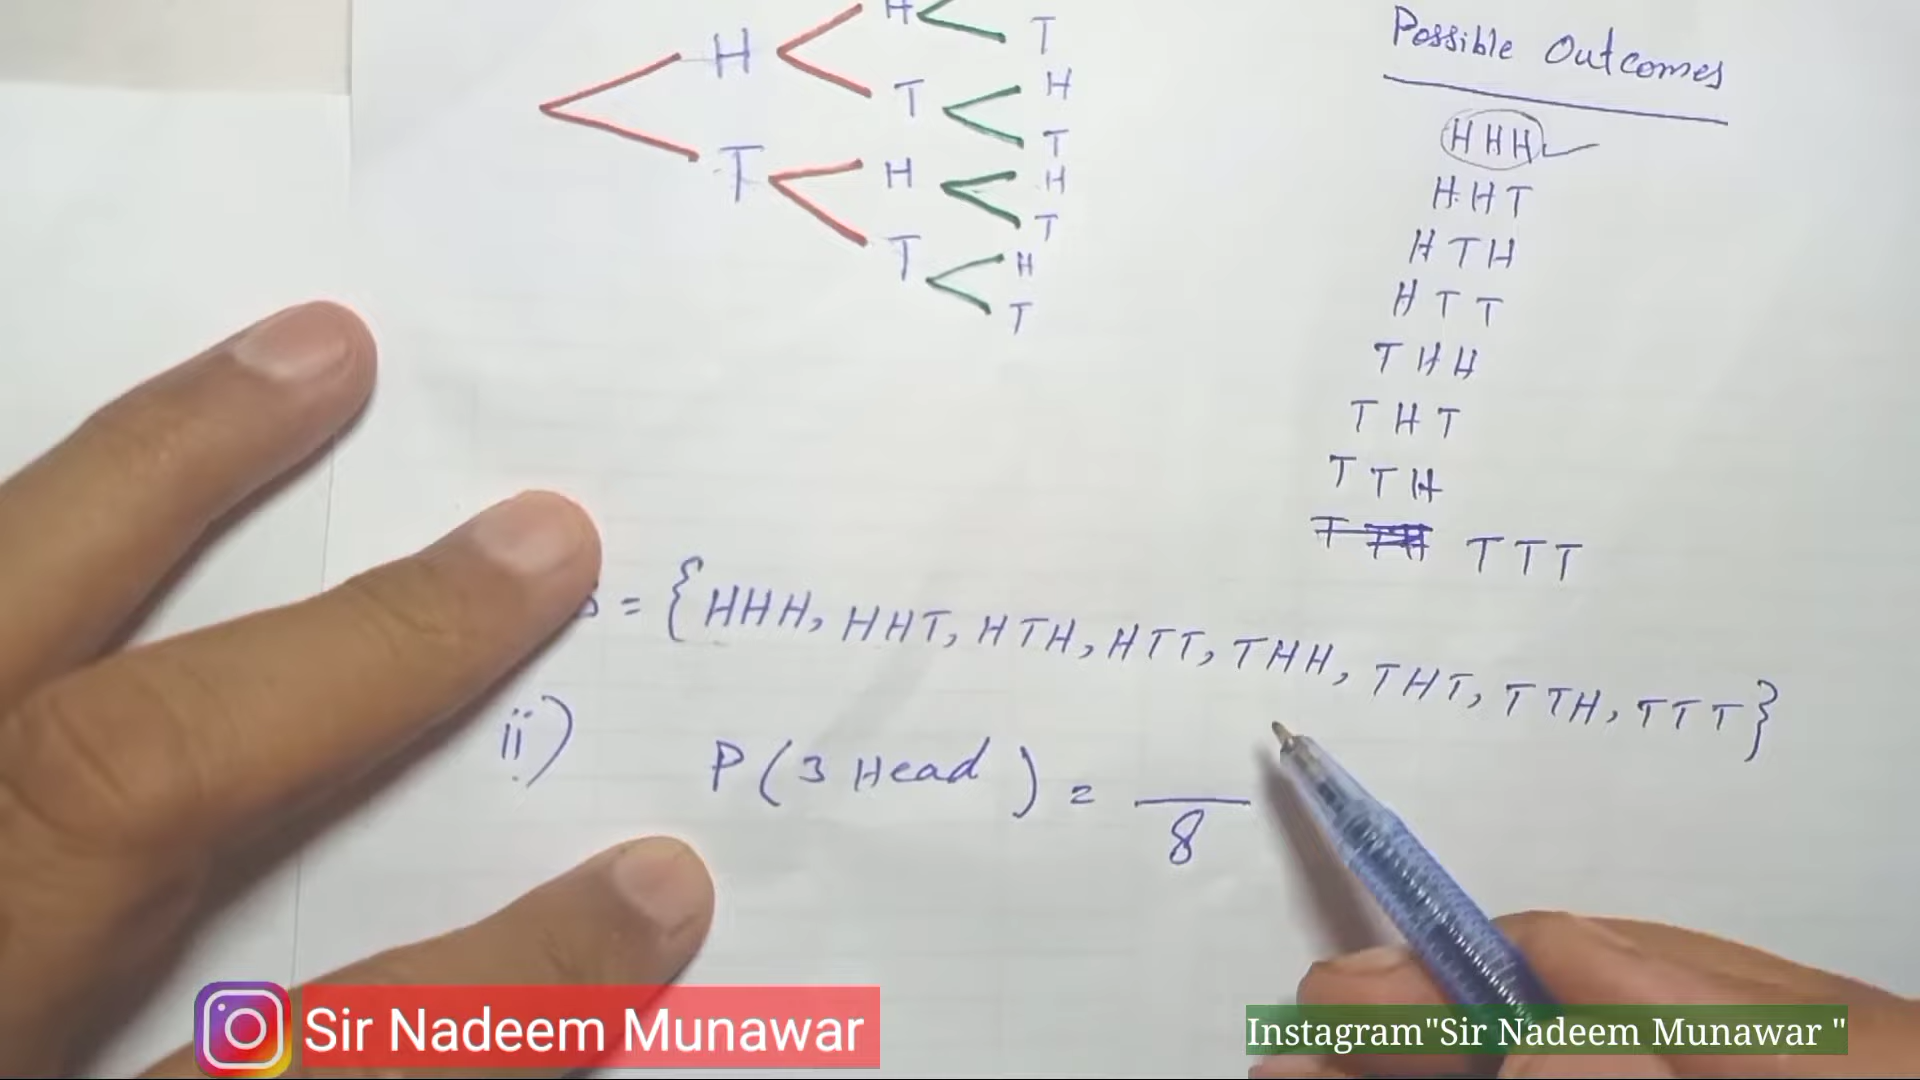 H
T
H
T
H
T
T
H
H
T
H
T
H
T
Possible Outcomes
HHH
HHT
HTH
HTT
THH
THT
TTH
TTT
= {HHH, HHT, HTH, HTT, THH, THT, TTH, TTT}
ii) P(3 Head) = 
8
Sir Nadeem Munawar
Instagram"Sir Nadeem Munawar "